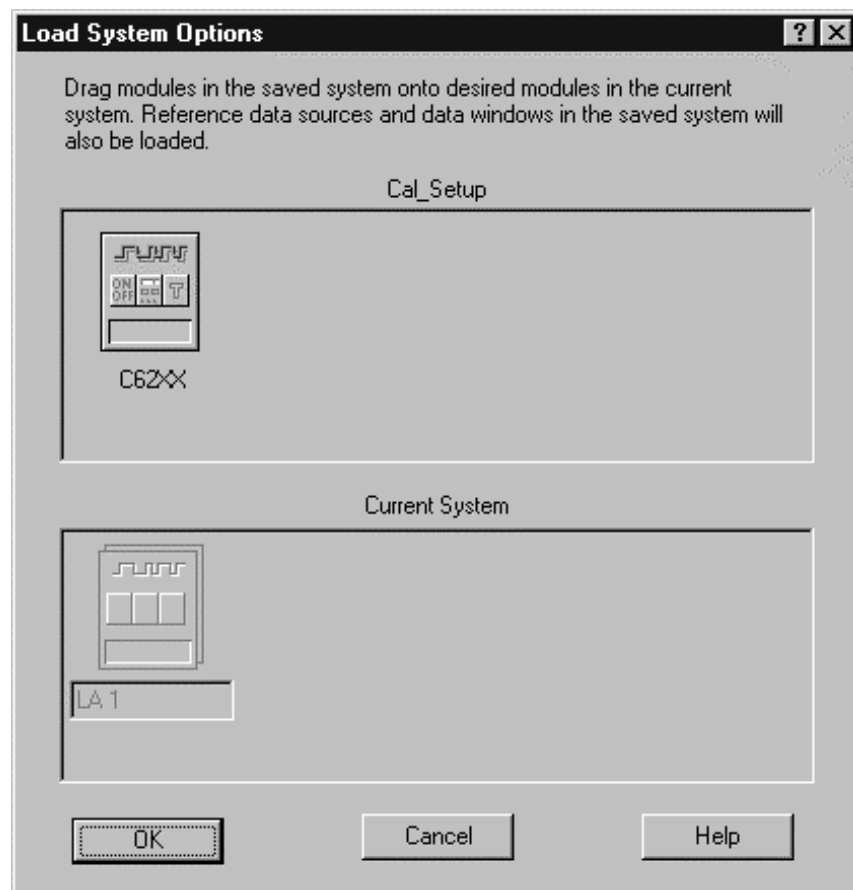 Load System Options
Drag modules in the saved system onto desired modules in the current
system. Reference data sources and data windows in the saved system will
also be loaded.
Cal_Setup
ON
OFF
T
C62XX
Current System
LA 1
OK
Cancel
Help